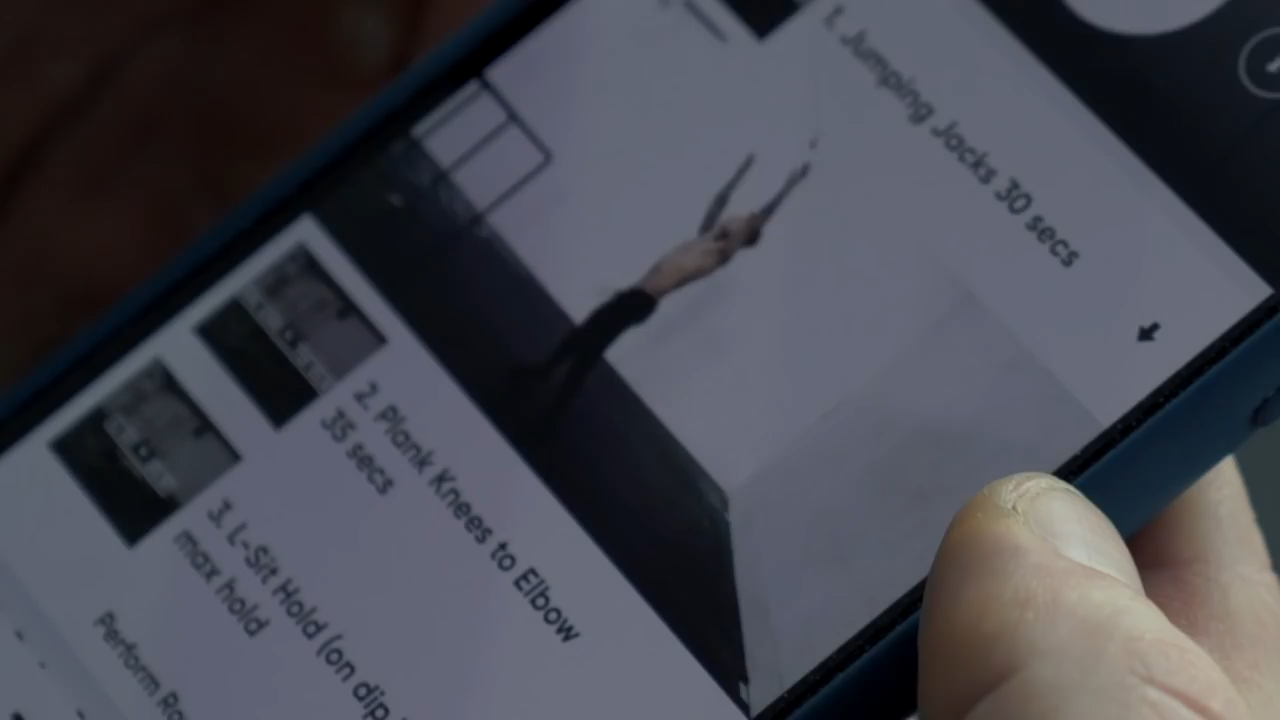 1. Jumping Jacks 30 secs
2. Plank Knees to Elbow
35 secs
3. L-Sit Hold (on dip
max hold
Perform